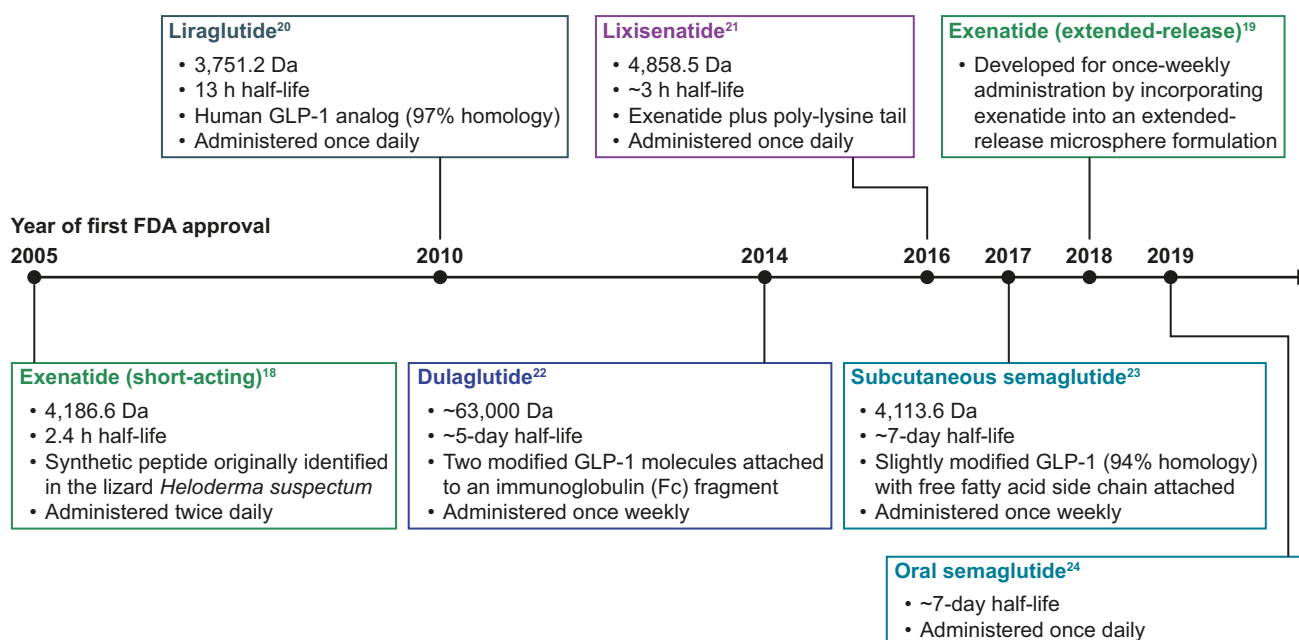 Liraglutide20
• 3,751.2 Da
• 13 h half-life
• Human GLP-1 analog (97% homology)
• Administered once daily
Lixisenatide21
• 4,858.5 Da
• ~3 h half-life
• Exenatide plus poly-lysine tail
• Administered once daily
Exenatide (extended-release)19
• Developed for once-weekly
administration by incorporating
exenatide into an extended-
release microsphere formulation
Year of first FDA approval
2005 2010 2014 2016 2017 2018 2019
Exenatide (short-acting)18
• 4,186.6 Da
• 2.4 h half-life
• Synthetic peptide originally identified
in the lizard Heloderma suspectum
• Administered twice daily
Dulaglutide22
• ~63,000 Da
• ~5-day half-life
• Two modified GLP-1 molecules attached
to an immunoglobulin (Fc) fragment
• Administered once weekly
Subcutaneous semaglutide23
• 4,113.6 Da
• ~7-day half-life
• Slightly modified GLP-1 (94% homology)
with free fatty acid side chain attached
• Administered once weekly
Oral semaglutide24
• ~7-day half-life
• Administered once daily